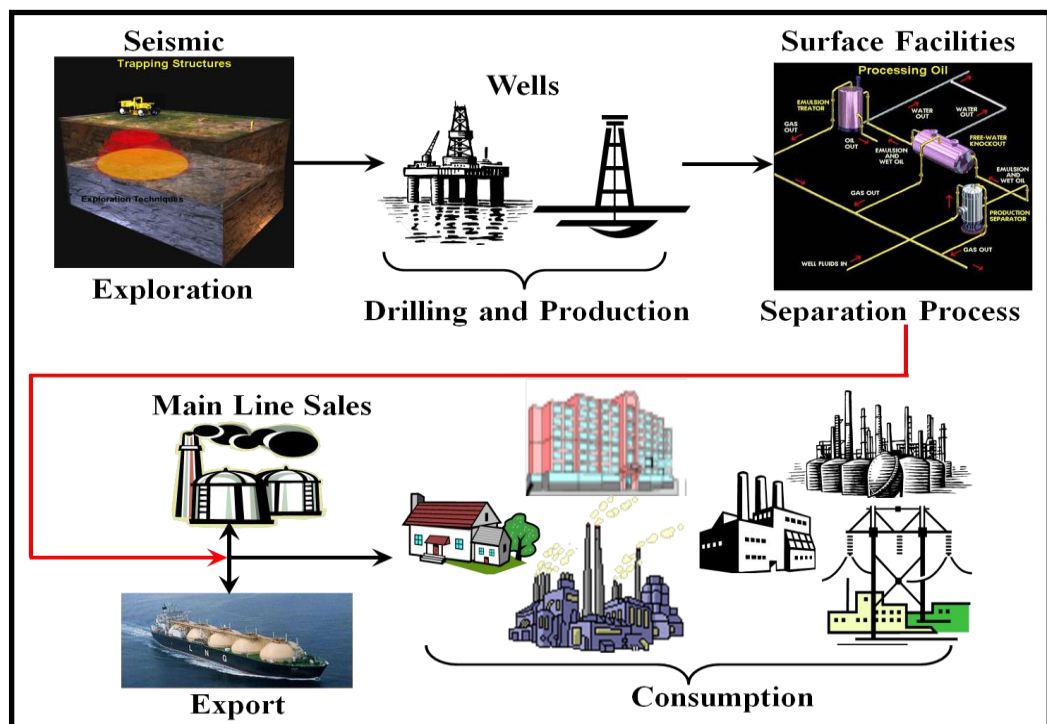 Seismic
Trapping Structures
Exploration Techniques
Exploration
Wells
Drilling and Production
Surface Facilities
Processing Oil
EMULSION
TREATOR
WATER
OUT
WATER
OUT
GAS
OUT
OIL
OUT
FREE-WATER
KNOCKOUT
EMULSION
AND
WET OIL
EMULSION
AND
WET OIL
GAS OUT
PRODUCTION
SEPARATOR
GAS OUT
WELL FLUIDS IN
Separation Process
Main Line Sales
L N G
Export
Consumption